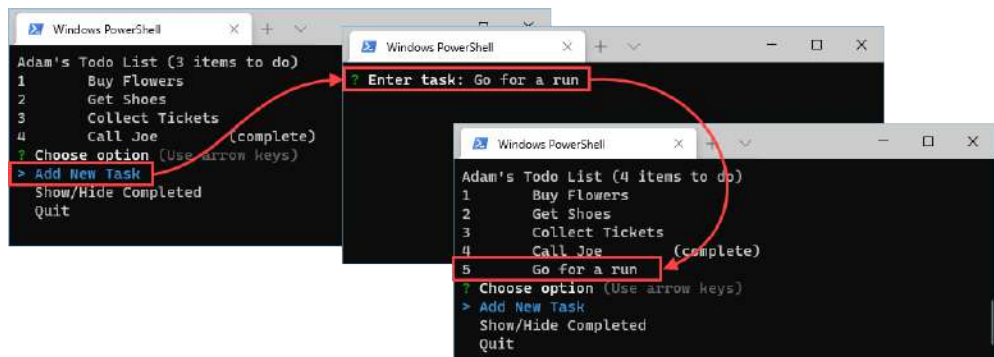 Windows PowerShell
Adam's Todo List (3 items to do)
1 Buy Flowers
2 Get Shoes
3 Collect Tickets
4 Call Joe (complete)
? Choose option (Use arrow keys)
> Add New Task
Show/Hide Completed
Quit
Windows PowerShell
? Enter task: Go for a run
Windows PowerShell
Adam's Todo List (4 items to do)
1 Buy Flowers
2 Get Shoes
3 Collect Tickets
4 Call Joe (complete)
5 Go for a run
? Choose option (Use arrow keys)
> Add New Task
Show/Hide Completed
Quit